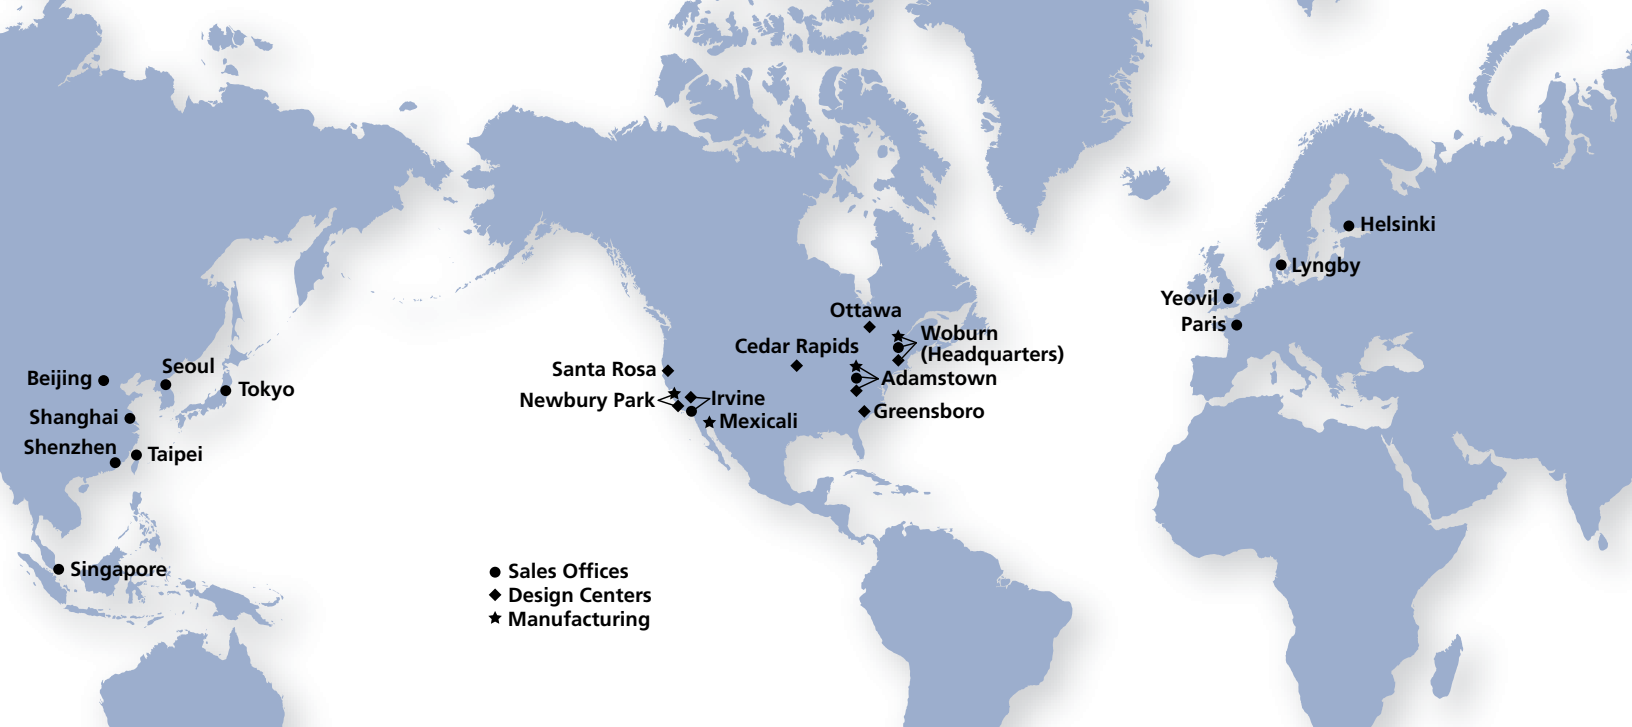 Helsinki
Lyngby
Yeovil
Paris
Ottawa
Woburn
(Headquarters)
Cedar Rapids
Santa Rosa
Adamstown
Newbury Park
Irvine
Greensboro
Mexicali
Seoul
Beijing
Tokyo
Shanghai
Shenzhen
Taipei
Singapore
Sales Offices
Design Centers
Manufacturing